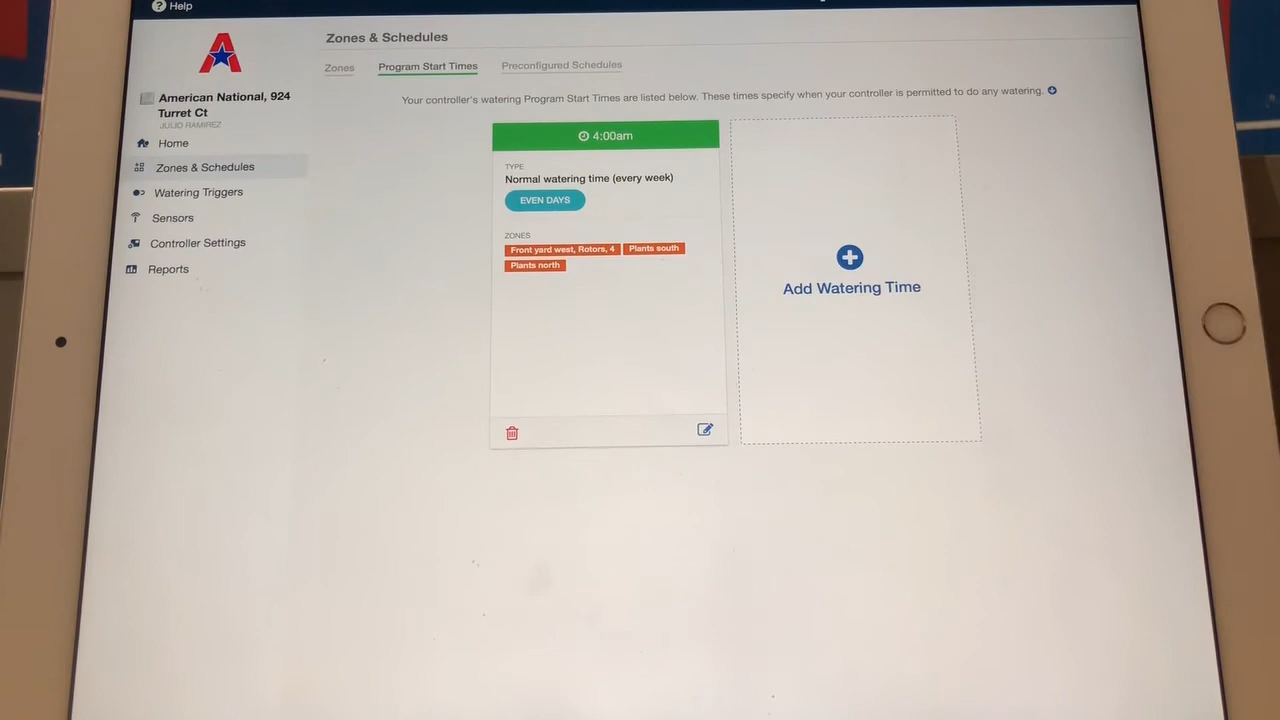 Help
Zones & Schedules
Zones
Program Start Times
Preconfigured Schedules
American National, 924
Turret Ct
JULIO RAMIREZ
Home
Zones & Schedules
Watering Triggers
Sensors
Controller Settings
Reports
Your controller's watering Program Start Times are listed below. These times specify when your controller is permitted to do any watering.
4:00am
TYPE
Normal watering time (every week)
EVEN DAYS
ZONES
Front yard west, Rotors, 4 Plants south
Plants north
Add Watering Time